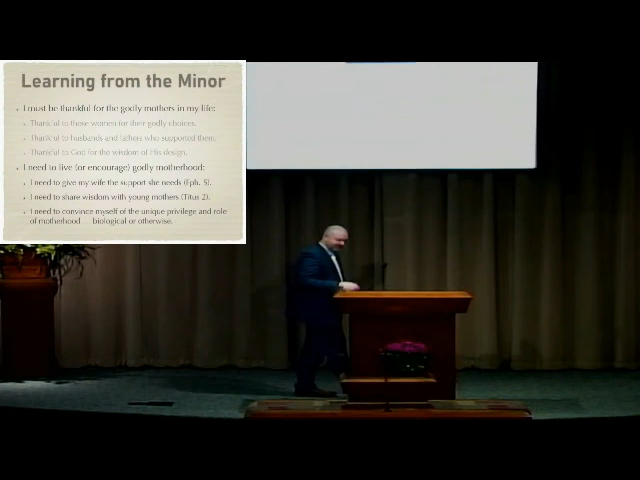 Learning from the Minor
I must be thankful for the godly mothers in my life:
Thankful to these women for their godly choices.
Thankful to husbands and fathers who supported them.
Thankful to God for the wisdom of His design.
I need to live (or encourage) godly motherhood:
I need to give my wife the support she needs (Eph. 5).
I need to share wisdom with young mothers (Titus 2).
I need to convince myself of the unique privilege and role
of motherhood… biological or otherwise.